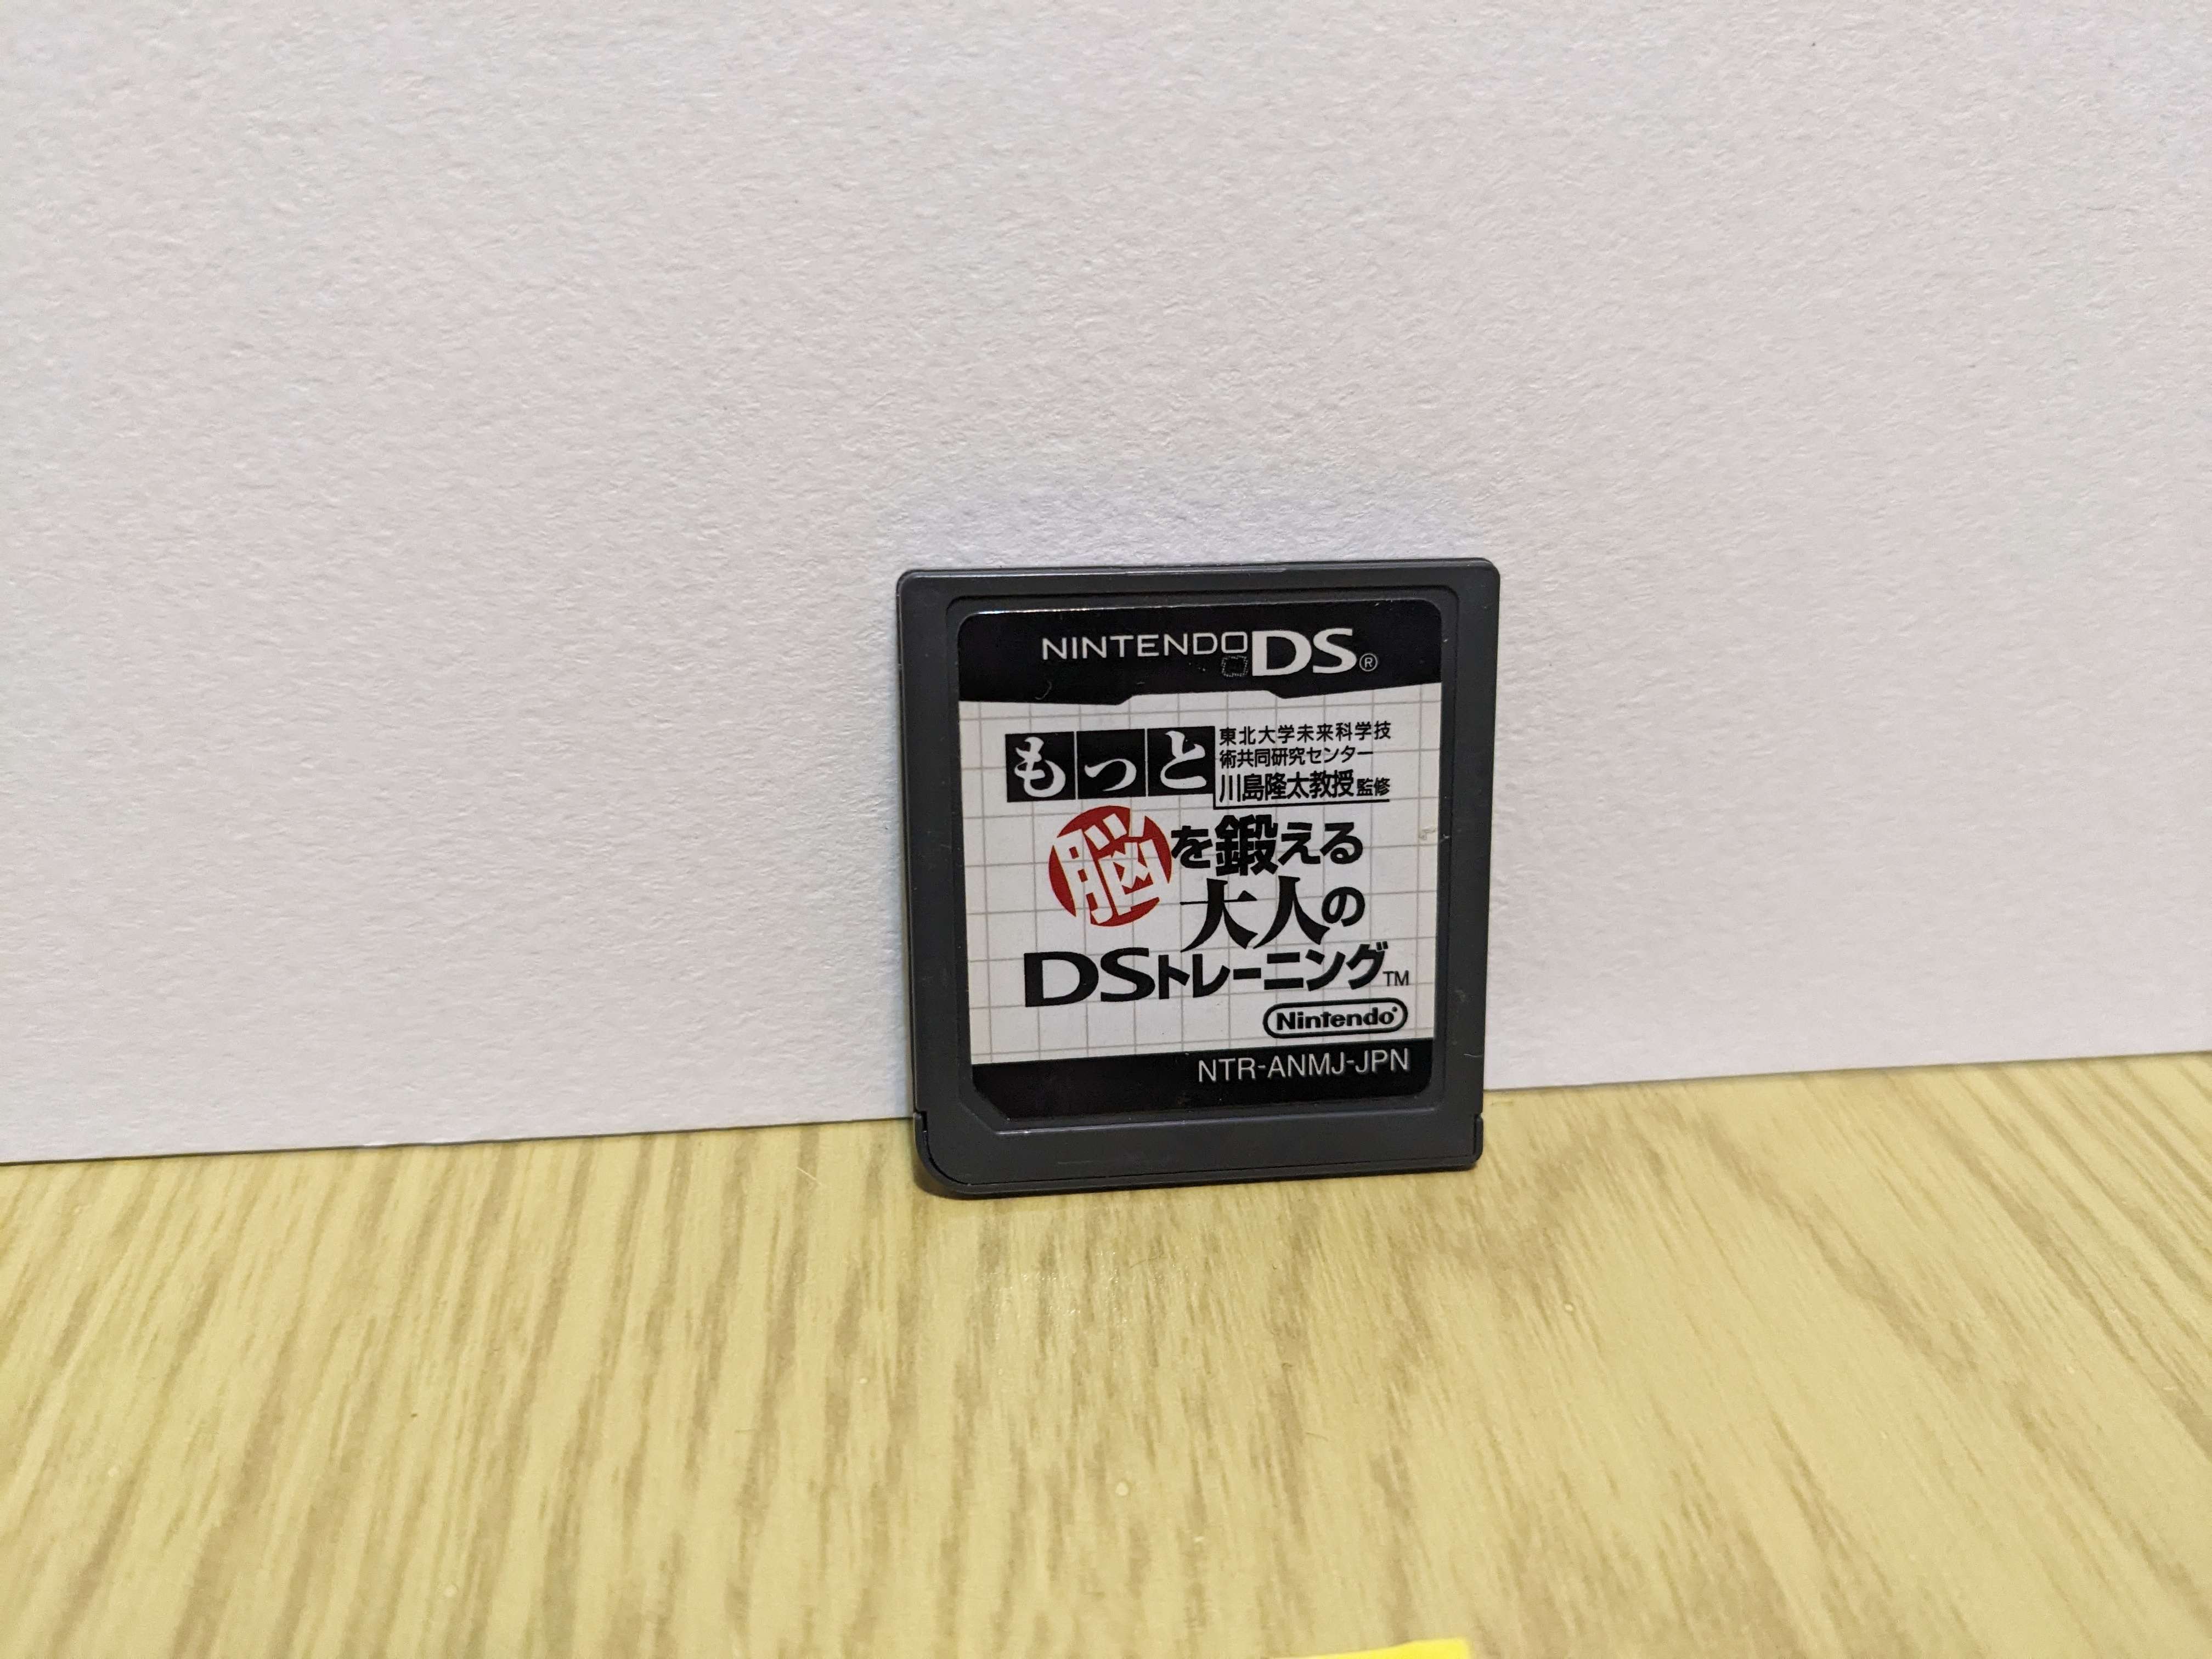 NINTENDO DS®
もっと
東北大学未来科学技
術共同研究センター
川島隆太教授監修
脳を鍛える
大人の
DSトレーニング™
Nintendo®
NTR-ANMJ-JPN